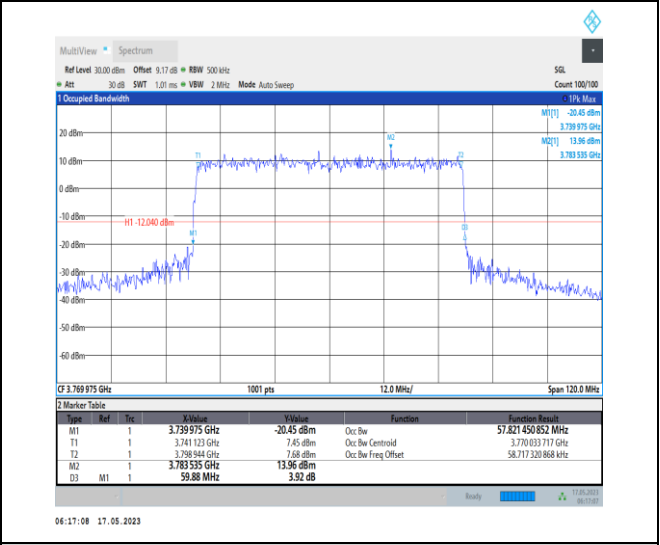 MultiView Spectrum
Ref Level 30.00 dBm Offset 9.17 dB RBW 500 kHz SGL
Att 30 dB SWT 1.01 ms VBW 2 MHz Mode Auto Sweep Count 100/100
1 Occupied Bandwidth 1Pk Max
M1[1] -20.45 dBm
3.739 975 GHz
M2[1] 13.96 dBm
3.783 535 GHz
20 dBm
M2
T1
10 dBm
0 dBm
-10 dBm
H1 -12.040 dBm
D3
M1
-20 dBm
-30 dBm
-40 dBm
-50 dBm
-60 dBm
CF 3.769 975 GHz 1001 pts 12.0 MHz/ Span 120.0 MHz
2 Marker Table
Type Ref Trc X-Value Y-Value Function Function Result
M1 1 3.739 975 GHz -20.45 dBm Occ Bw 57.821 450 852 MHz
T1 1 3.741 123 GHz 7.45 dBm Occ Bw Centroid 3.770 033 717 GHz
T2 1 3.798 944 GHz 7.68 dBm Occ Bw Freq Offset 58.717 320 868 kHz
M2 1 3.783 535 GHz 13.96 dBm
D3 M1 1 59.88 MHz 3.92 dB
Ready 17.05.2023
06:17:07
06:17:08 17.05.2023